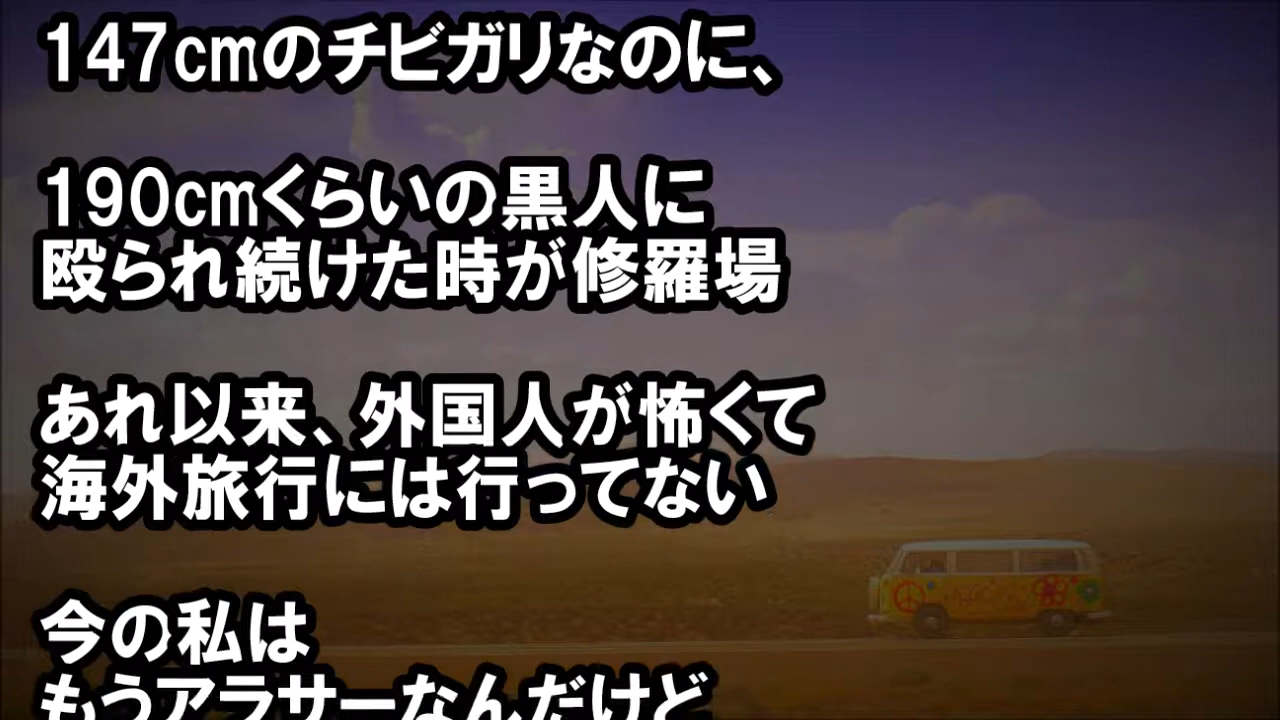 147cmのチビガリなのに、
190cmくらいの黒人に
殴られ続けた時が修羅場
あれ以来、外国人が怖くて
海外旅行には行ってない
今の私は
もうアラサーなんだけど